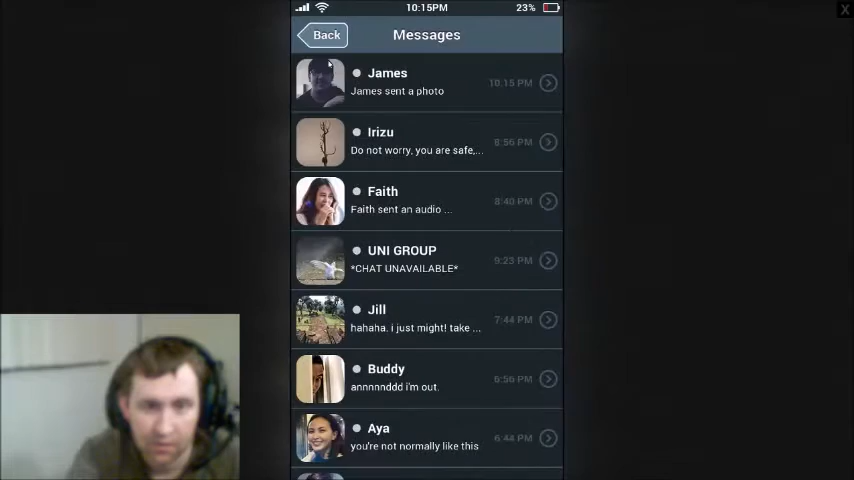 10:15PM
23%
X
Back
Messages
James
James sent a photo
10:15 PM
Irizu
Do not worry, you are safe,...
8:56 PM
Faith
Faith sent an audio ...
8:40 PM
UNI GROUP
*CHAT UNAVAILABLE*
9:23 PM
Jill
hahaha. i just might! take ...
7:44 PM
Buddy
annnnnddd i'm out.
6:56 PM
Aya
you're not normally like this
6:44 PM